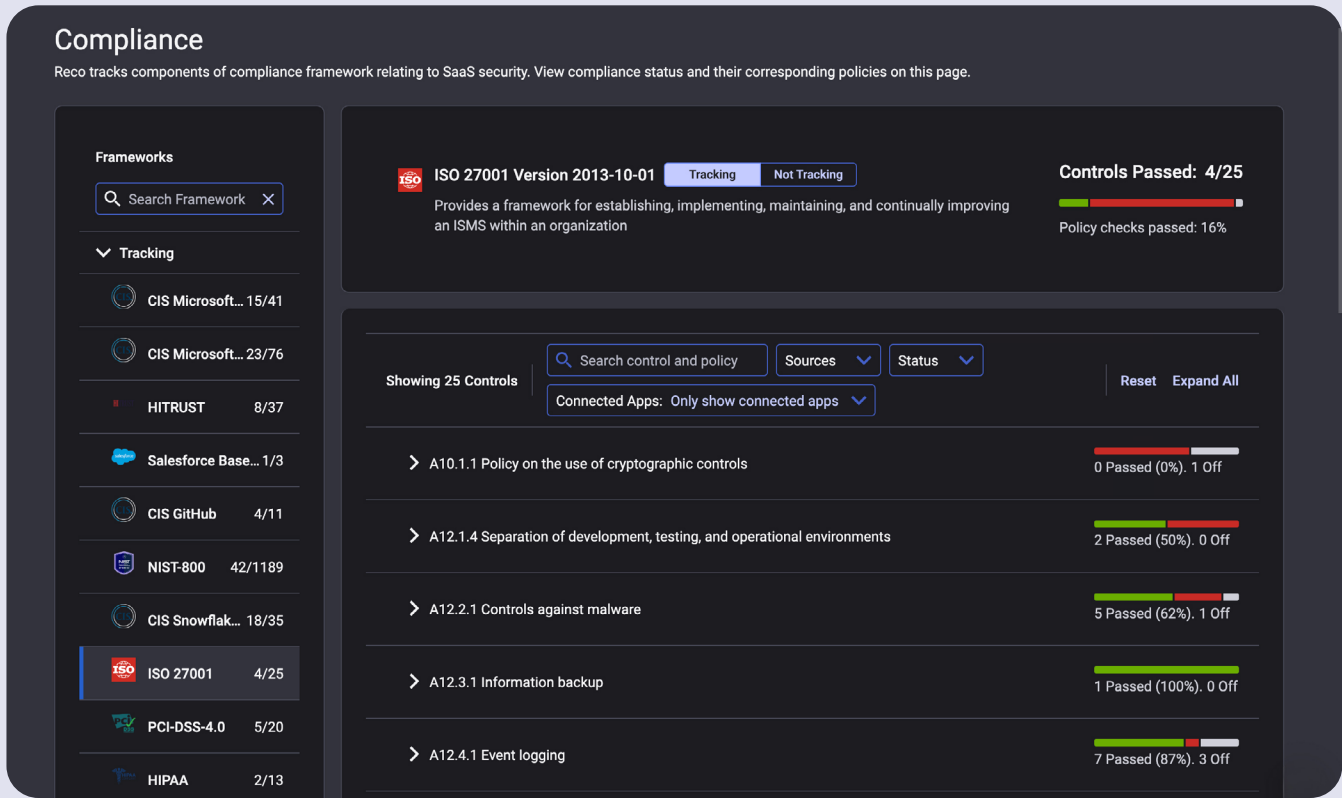 Compliance
Reco tracks components of compliance framework relating to SaaS security. View compliance status and their corresponding policies on this page.
Frameworks
Search Framework
Tracking
CIS Microsoft... 15/41
CIS Microsoft... 23/76
HITRUST 8/37
Salesforce Base... 1/3
CIS GitHub 4/11
NIST-800 42/1189
CIS Snowflak... 18/35
ISO
ISO 27001 4/25
PCI-DSS-4.0 5/20
HIPAA 2/13
ISO
ISO 27001 Version 2013-10-01
Tracking
Not Tracking
Provides a framework for establishing, implementing, maintaining, and continually improving
an ISMS within an organization
Controls Passed: 4/25
Policy checks passed: 16%
Showing 25 Controls
Search control and policy
Sources
Status
Connected Apps: Only show connected apps
Reset
Expand All
A10.1.1 Policy on the use of cryptographic controls
0 Passed (0%). 1 Off
A12.1.4 Separation of development, testing, and operational environments
2 Passed (50%). 0 Off
A12.2.1 Controls against malware
5 Passed (62%). 1 Off
A12.3.1 Information backup
1 Passed (100%). 0 Off
A12.4.1 Event logging
7 Passed (87%). 3 Off